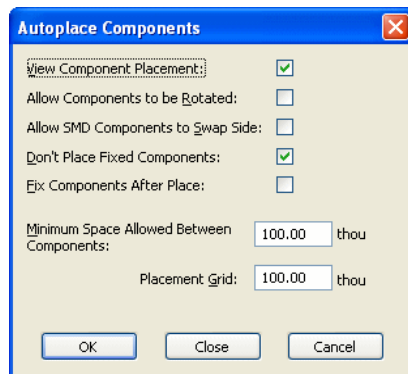 Autoplace Components
View Component Placement:
Allow Components to be Rotated:
Allow SMD Components to Swap Side:
Don't Place Fixed Components:
Fix Components After Place:
Minimum Space Allowed Between
Components:
100.00 thou
Placement Grid: 100.00 thou
OK Close Cancel